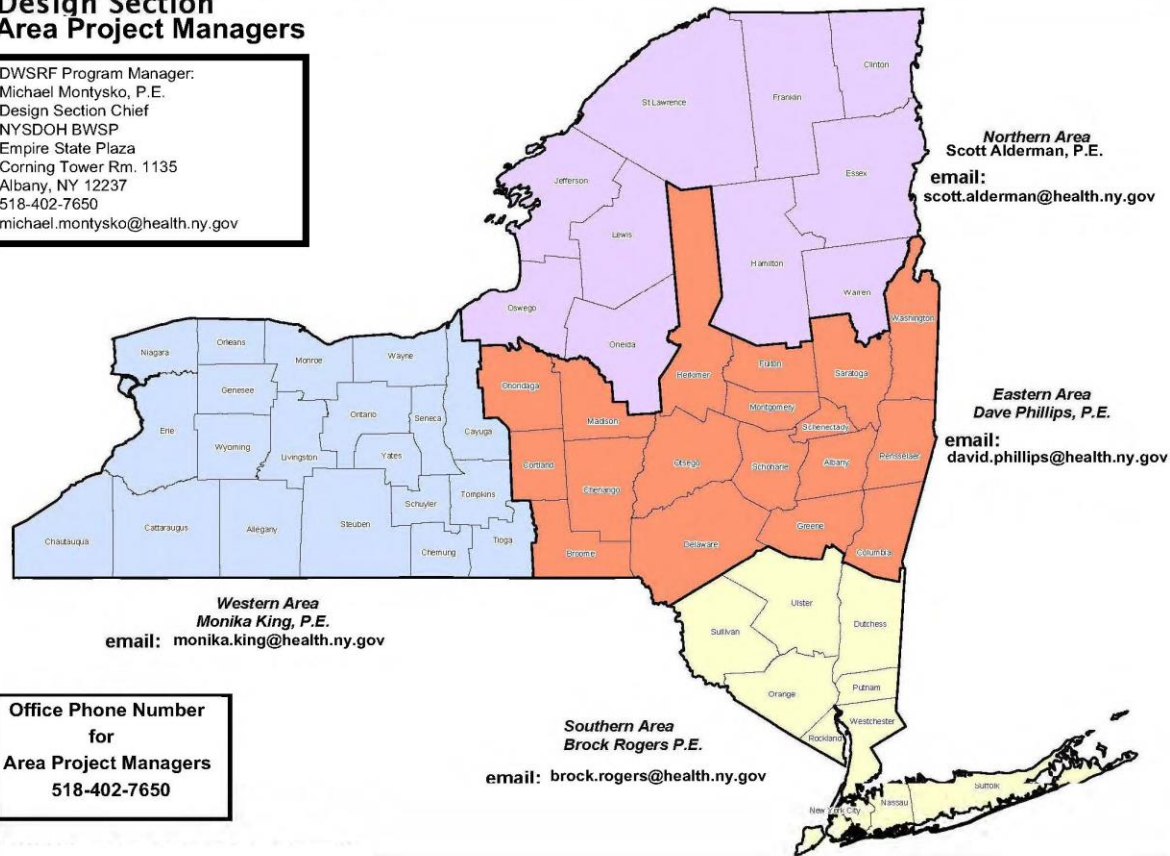 Design Section
Area Project Managers
DWSRF Program Manager:
Michael Montysko, P.E.
Design Section Chief
NYSDOH BWSP
Empire State Plaza
Corning Tower Rm. 1135
Albany, NY 12237
518-402-7650
michael.montysko@health.ny.gov
Clinton
Franklin
St Lawrence
Northern Area
Scott Alderman, P.E.
email:
scott.alderman@health.ny.gov
Essex
Jefferson
Lewis
Hamilton
Warren
Oswego
Oneida
Washington
Niagara
Orleans
Monroe
Wayne
Genesee
Erie
Wyoming
Livingston
Ontario
Seneca
Yates
Cayuga
Schuyler
Tompkins
Chautauqua
Cattaraugus
Allegany
Steuben
Chemung
Tioga
Onondaga
Madison
Herkimer
Fulton
Saratoga
Montgomery
Schenectady
Cortland
Chenango
Otsego
Schoharie
Albany
Rensselaer
Broome
Delaware
Greene
Columbia
Eastern Area
Dave Phillips, P.E.
email:
david.phillips@health.ny.gov
Western Area
Monika King, P.E.
email: monika.king@health.ny.gov
Ulster
Sullivan
Dutchess
Orange
Putnam
Westchester
Rockland
New York City
Nassau
Suffolk
Southern Area
Brock Rogers P.E.
email: brock.rogers@health.ny.gov
Office Phone Number
for
Area Project Managers
518-402-7650